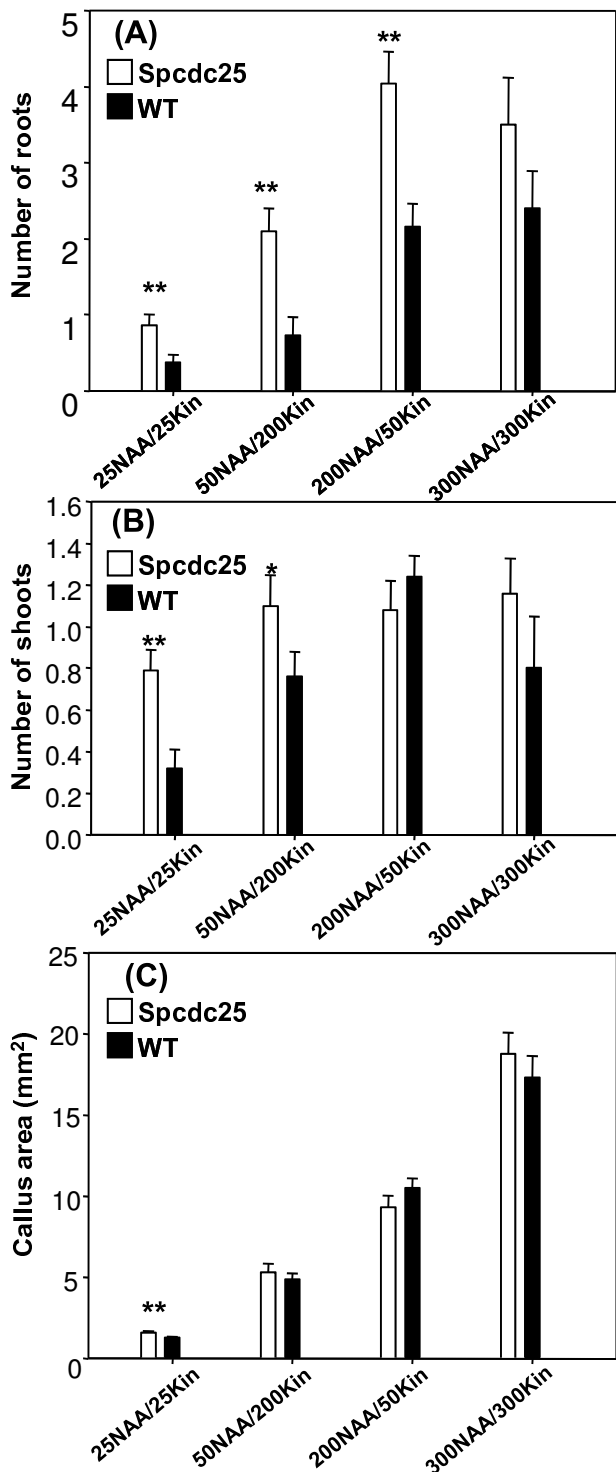 (A)
Spcdc25
WT
Number of roots
5
4
3
2
1
0
**
**
**
25NAA/25Kin
50NAA/200Kin
200NAA/50Kin
300NAA/300Kin
(B)
Spcdc25
WT
Number of shoots
1.6
1.4
1.2
1.0
0.8
0.6
0.4
0.2
0.0
**
*
25NAA/25Kin
50NAA/200Kin
200NAA/50Kin
300NAA/300Kin
(C)
Spcdc25
WT
Callus area (mm²)
25
20
15
10
5
0
**
25NAA/25Kin
50NAA/200Kin
200NAA/50Kin
300NAA/300Kin